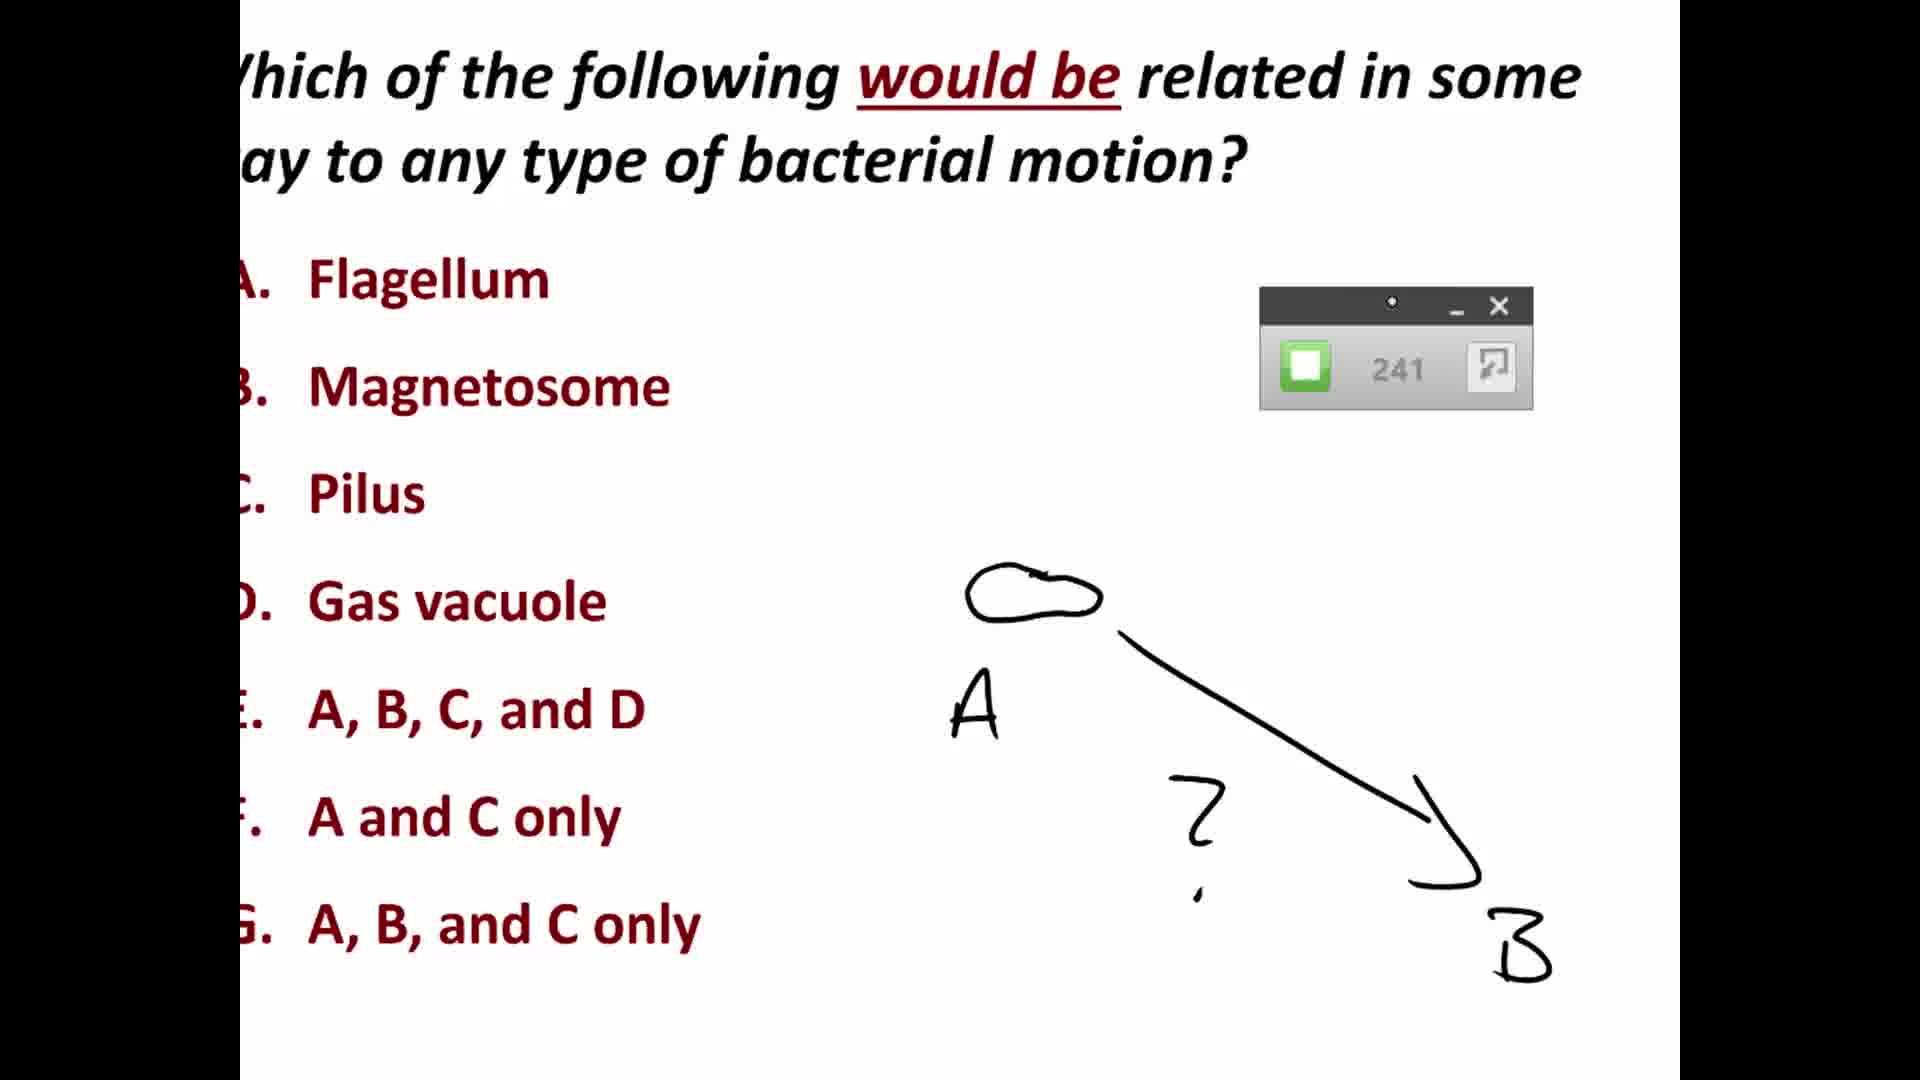 hich of the following would be related in some
ay to any type of bacterial motion?
A. Flagellum
B. Magnetosome
C. Pilus
D. Gas vacuole
E. A, B, C, and D
F. A and C only
G. A, B, and C only
241
A
?
B